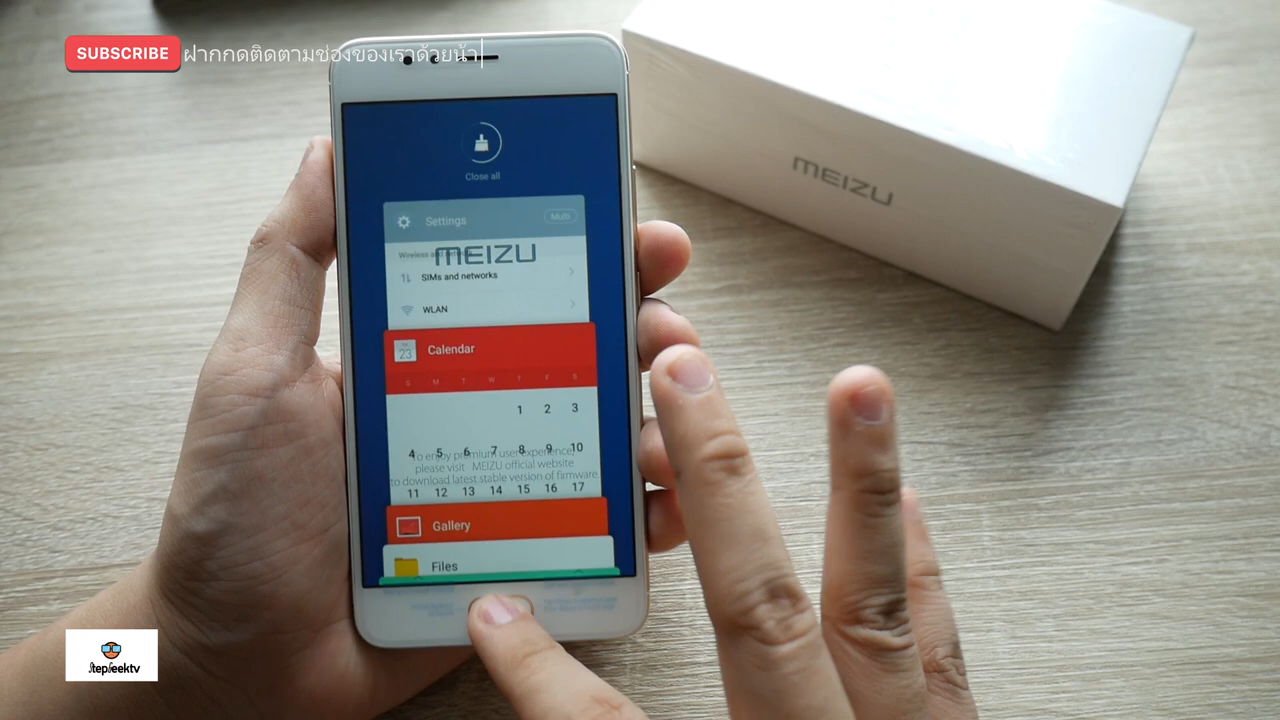 SUBSCRIBE ฝากกดติดตามช่องของเราด้วยน้า
MEIZU
Close all
Settings Multi
MEIZU
SIMs and networks
WLAN
23 Calendar
S M T W T F S
1 2 3
4 5 6 7 8 9 10
To enjoy premium user experience,
please visit MEIZU official website
to download latest stable version of firmware.
11 12 13 14 15 16 17
Gallery
Files